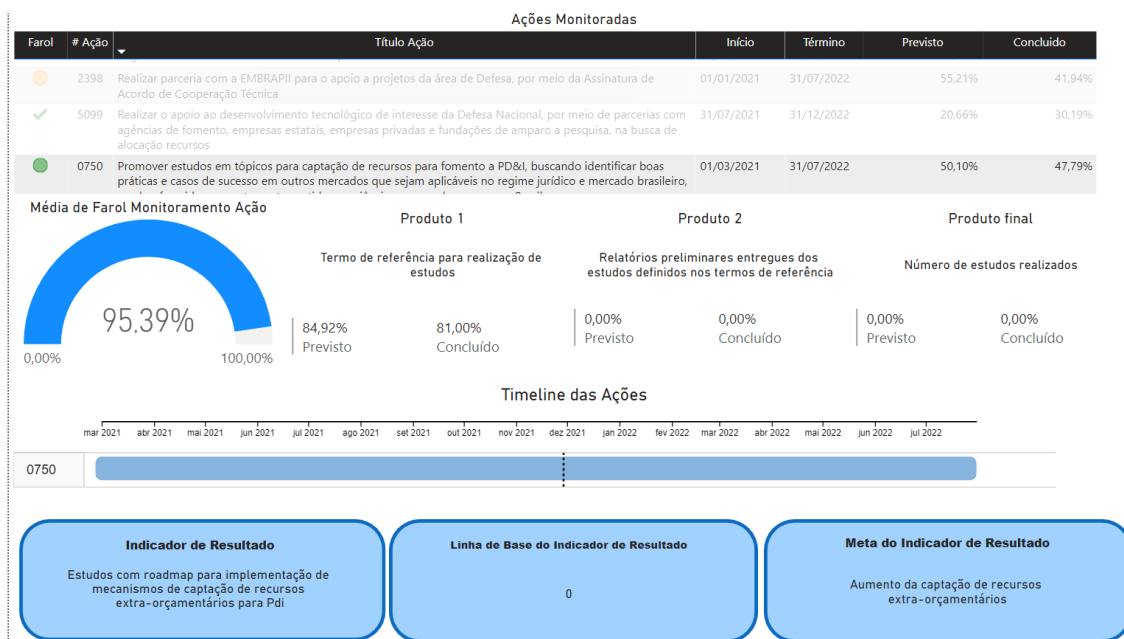 Ações Monitoradas
Farol # Ação Título Ação Início Término Previsto Concluido
2398 Realizar parceria com a EMBRAPII para o apoio a projetos da área de Defesa, por meio da Assinatura de 01/01/2021 31/07/2022 55,21% 41,94%
Acordo de Cooperação Técnica
5099 Realizar o apoio ao desenvolvimento tecnológico de interesse da Defesa Nacional, por meio de parcerias com 31/07/2021 31/12/2022 20,66% 30,19%
agências de fomento, empresas estatais, empresas privadas e fundações de amparo a pesquisa, na busca de
alocação recursos
0750 Promover estudos em tópicos para captação de recursos para fomento a PD&I, buscando identificar boas 01/03/2021 31/07/2022 50,10% 47,79%
práticas e casos de sucesso em outros mercados que sejam aplicáveis no regime jurídico e mercado brasileiro,
Média de Farol Monitoramento Ação
95,39%
0,00% 100,00%
Produto 1
Termo de referência para realização de
estudos
84,92% 81,00%
Previsto Concluído
Produto 2
Relatórios preliminares entregues dos
estudos definidos nos termos de referência
0,00% 0,00%
Previsto Concluído
Produto final
Número de estudos realizados
0,00% 0,00%
Previsto Concluído
Timeline das Ações
mar 2021 abr 2021 mai 2021 jun 2021 jul 2021 ago 2021 set 2021 out 2021 nov 2021 dez 2021 jan 2022 fev 2022 mar 2022 abr 2022 mai 2022 jun 2022 jul 2022
0750
Indicador de Resultado
Estudos com roadmap para implementação de
mecanismos de captação de recursos
extra-orçamentários para Pdi
Linha de Base do Indicador de Resultado
0
Meta do Indicador de Resultado
Aumento da captação de recursos
extra-orçamentários